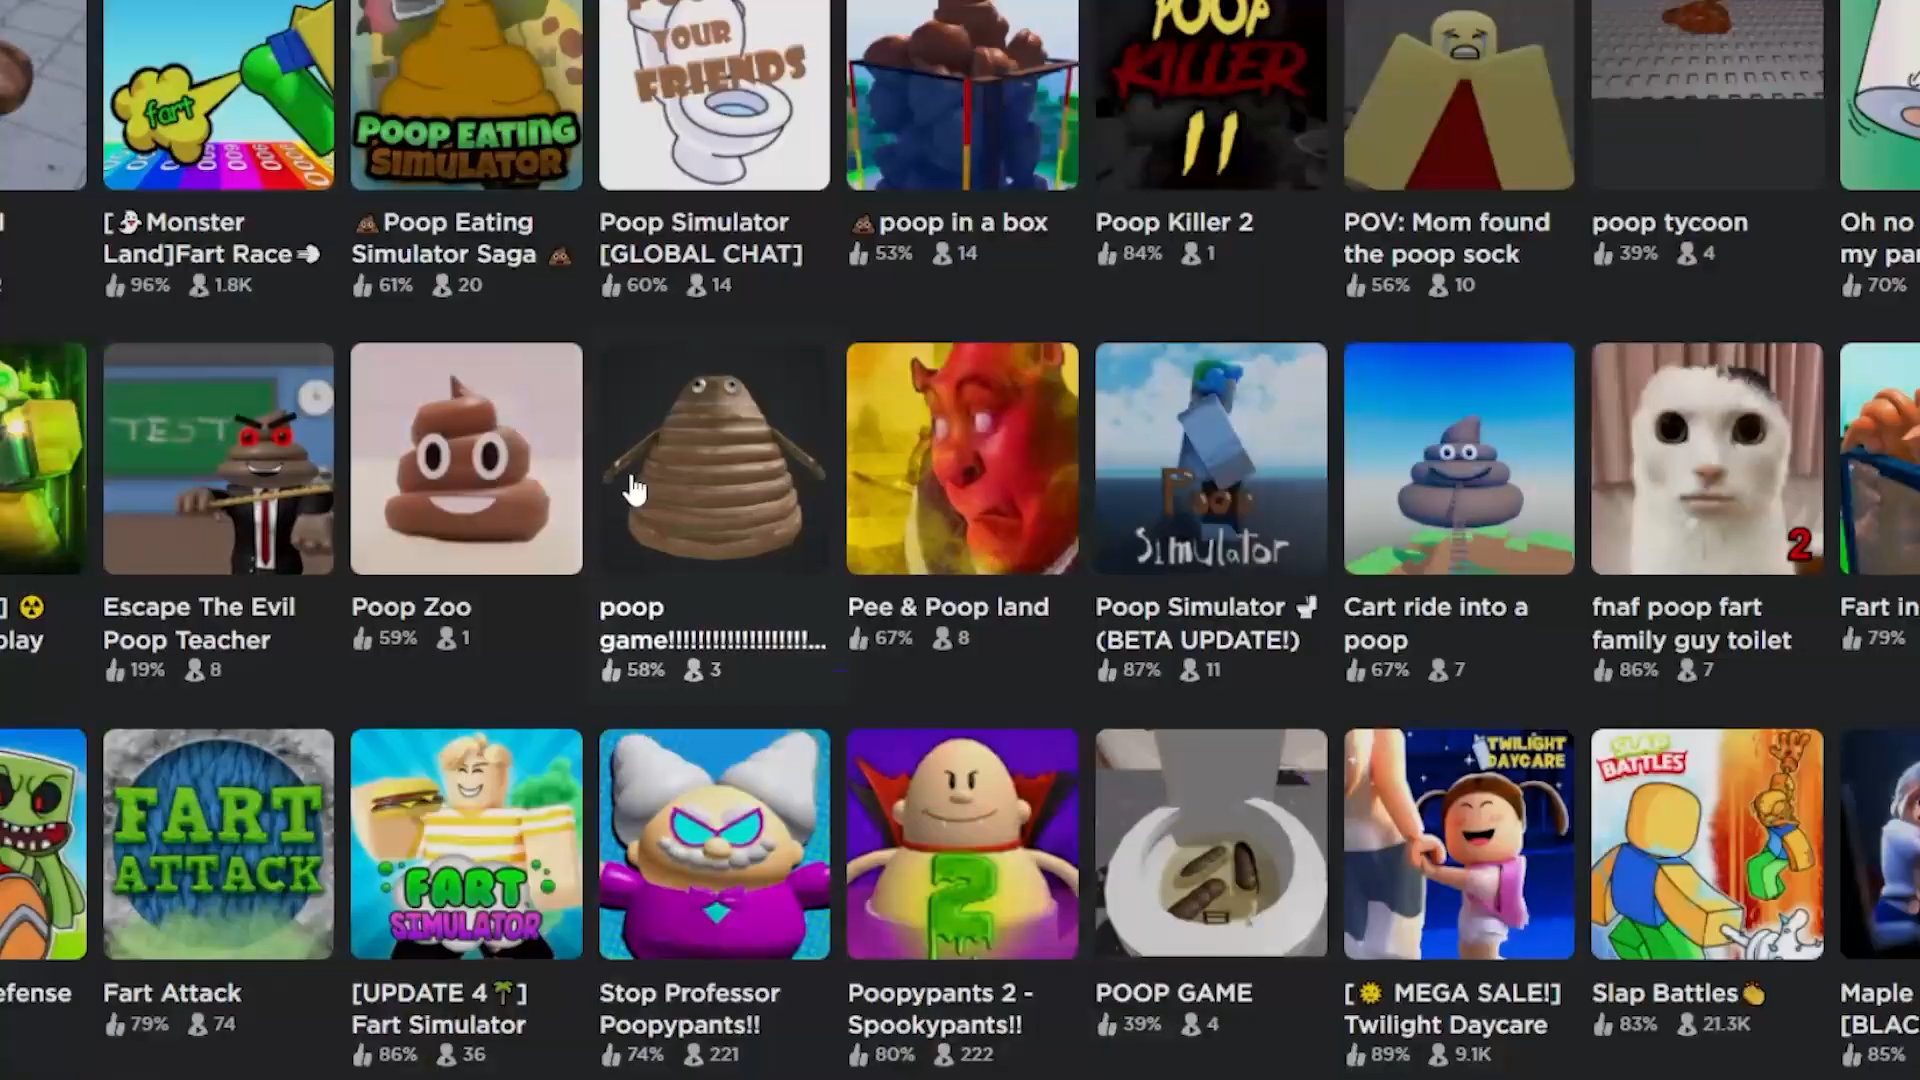 fart
POOP EATING
SIMULATOR
YOUR
FRIENDS
POOP
KILLER
II
[👻Monster
Land]Fart Race💨
96% 1.8K
💩Poop Eating
Simulator Saga 💩
61% 20
Poop Simulator
[GLOBAL CHAT]
60% 14
💩poop in a box
53% 14
Poop Killer 2
84% 1
POV: Mom found
the poop sock
56% 10
poop tycoon
39% 4
Oh no
my pa
70%
TEST
Poop
Simulator
2
] ☢️
play
Escape The Evil
Poop Teacher
19% 8
Poop Zoo
59% 1
poop
game!!!!!!!!!!!!!!!!!!!!...
58% 3
Pee & Poop land
67% 8
Poop Simulator 🚽
(BETA UPDATE!)
87% 11
Cart ride into a
poop
67% 7
fnaf poop fart
family guy toilet
86% 7
Fart in
79%
FART
ATTACK
FART
SIMULATOR
2
TWILIGHT
DAYCARE
SLAP
BATTLES
efense
Fart Attack
79% 74
[UPDATE 4🌴]
Fart Simulator
86% 36
Stop Professor
Poopypants!!
74% 221
Poopypants 2 -
Spookypants!!
80% 222
POOP GAME
39% 4
[🌞 MEGA SALE!]
Twilight Daycare
89% 9.1K
Slap Battles👏
83% 21.3K
Maple
[BLAC
85%